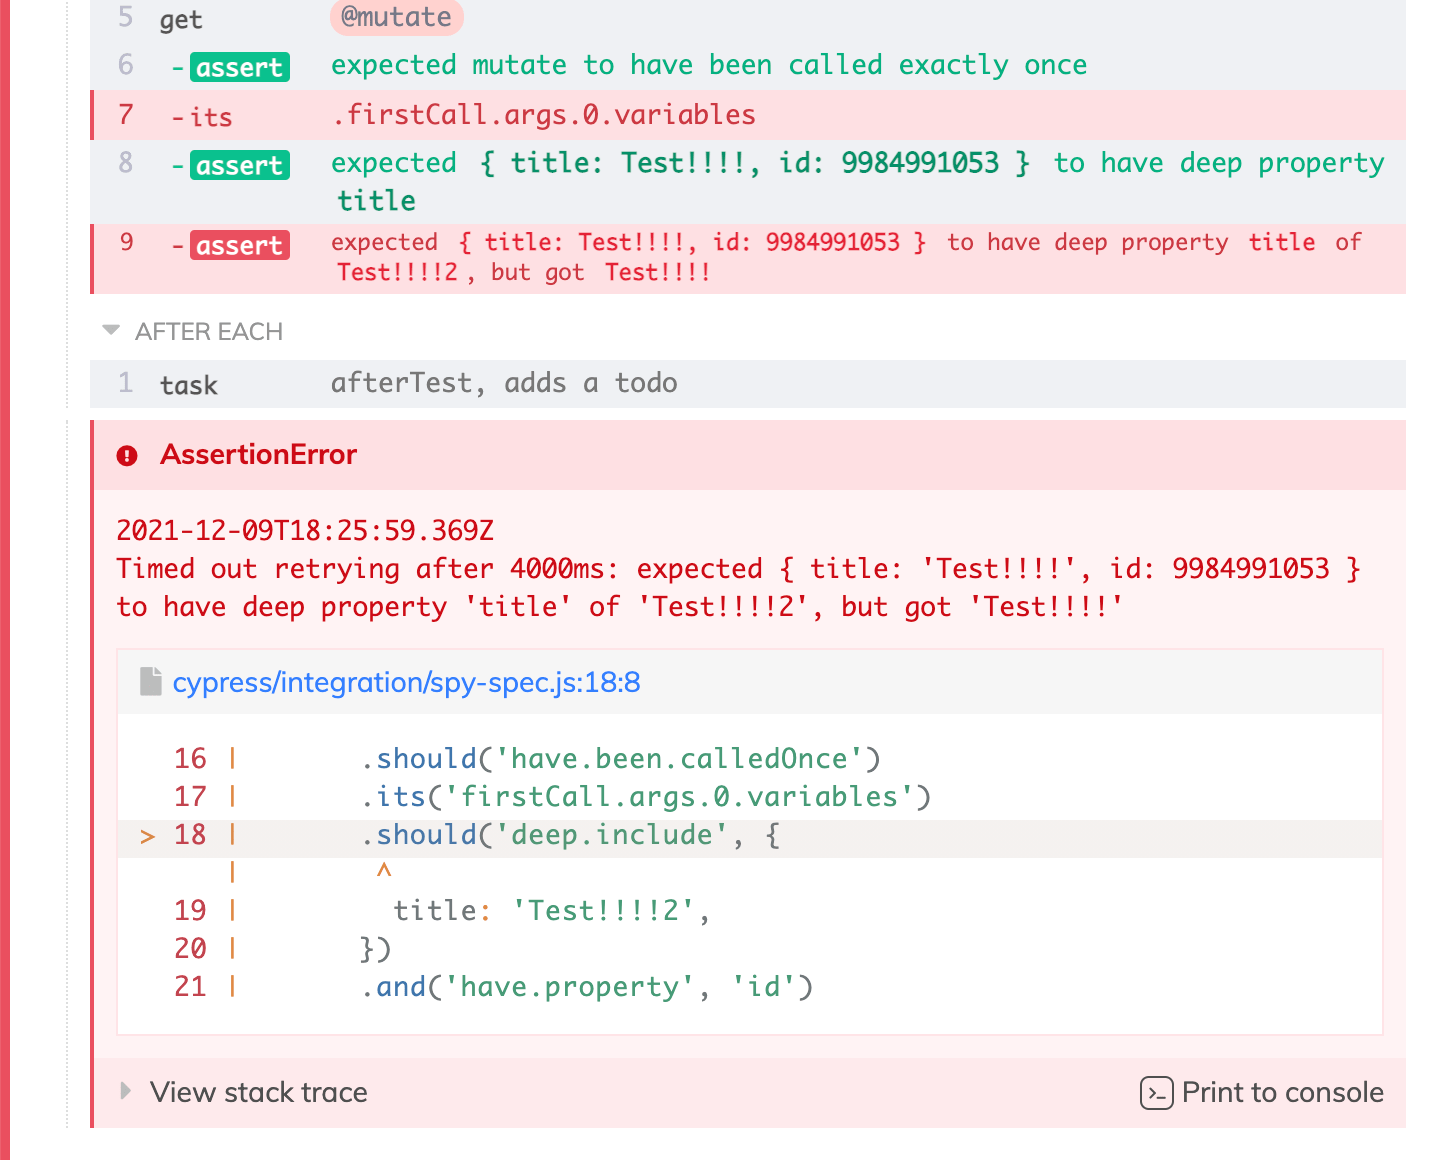 5 get @mutate
6 -assert expected mutate to have been called exactly once
7 -its .firstCall.args.0.variables
8 -assert expected { title: Test!!!!, id: 9984991053 } to have deep property
title
9 -assert expected { title: Test!!!!, id: 9984991053 } to have deep property title of
Test!!!!2 , but got Test!!!!
AFTER EACH
1 task afterTest, adds a todo
AssertionError
2021-12-09T18:25:59.369Z
Timed out retrying after 4000ms: expected { title: 'Test!!!!', id: 9984991053 }
to have deep property 'title' of 'Test!!!!2', but got 'Test!!!!'
cypress/integration/spy-spec.js:18:8
16 | .should('have.been.calledOnce')
17 | .its('firstCall.args.0.variables')
> 18 | .should('deep.include', {
| ^
19 | title: 'Test!!!!2',
20 | })
21 | .and('have.property', 'id')
View stack trace
Print to console